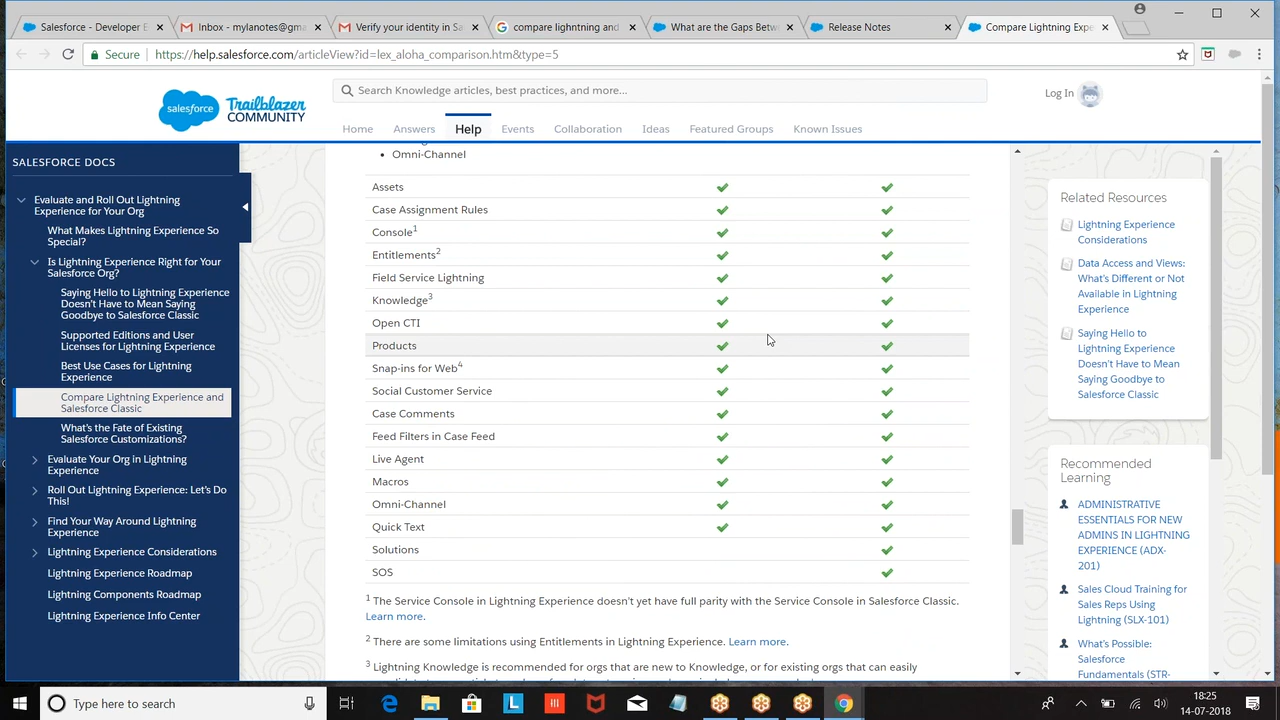 Salesforce - Developer E
Inbox - mylanotes@gma
Verify your identity in Sa
compare lighntning and
What are the Gaps Betw
Release Notes
Compare Lightning Expe
Secure
https://help.salesforce.com/articleView?id=lex_aloha_comparison.htm&type=5
salesforce
Trailblazer
COMMUNITY
Search Knowledge articles, best practices, and more...
Log In
Home
Answers
Help
Events
Collaboration
Ideas
Featured Groups
Known Issues
SALESFORCE DOCS
Evaluate and Roll Out Lightning
Experience for Your Org
What Makes Lightning Experience So
Special?
Is Lightning Experience Right for Your
Salesforce Org?
Saying Hello to Lightning Experience
Doesn't Have to Mean Saying
Goodbye to Salesforce Classic
Supported Editions and User
Licenses for Lightning Experience
Best Use Cases for Lightning
Experience
Compare Lightning Experience and
Salesforce Classic
What's the Fate of Existing
Salesforce Customizations?
Evaluate Your Org in Lightning
Experience
Roll Out Lightning Experience: Let's Do
This!
Find Your Way Around Lightning
Experience
Lightning Experience Considerations
Lightning Experience Roadmap
Lightning Components Roadmap
Lightning Experience Info Center
• Omni-Channel
Assets
Case Assignment Rules
Console1
Entitlements2
Field Service Lightning
Knowledge3
Open CTI
Products
Snap-ins for Web4
Social Customer Service
Case Comments
Feed Filters in Case Feed
Live Agent
Macros
Omni-Channel
Quick Text
Solutions
SOS
1 The Service Console in Lightning Experience doesn't yet have full parity with the Service Console in Salesforce Classic.
Learn more.
2 There are some limitations using Entitlements in Lightning Experience. Learn more.
3 Lightning Knowledge is recommended for orgs that are new to Knowledge, or for existing orgs that can easily
Related Resources
Lightning Experience
Considerations
Data Access and Views:
What's Different or Not
Available in Lightning
Experience
Saying Hello to
Lightning Experience
Doesn't Have to Mean
Saying Goodbye to
Salesforce Classic
Recommended
Learning
ADMINISTRATIVE
ESSENTIALS FOR NEW
ADMINS IN LIGHTNING
EXPERIENCE (ADX-
201)
Sales Cloud Training for
Sales Reps Using
Lightning (SLX-101)
What's Possible:
Salesforce
Fundamentals (STR-
Type here to search
18:25
14-07-2018